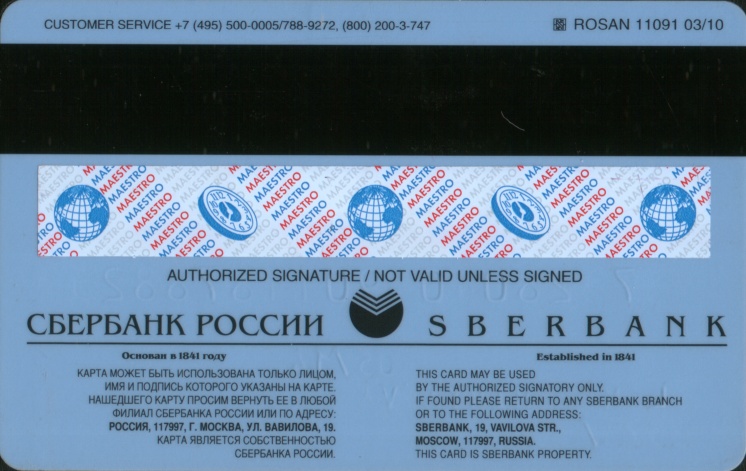 CUSTOMER SERVICE +7 (495) 500-0005/788-9272, (800) 200-3-747
ROSAN 11091 03/10
MAESTRO MAESTRO MAESTRO MAESTRO MAESTRO
AUTHORIZED SIGNATURE / NOT VALID UNLESS SIGNED
СБЕРБАНК РОССИИ SBERBANK
Основан в 1841 году
КАРТА МОЖЕТ БЫТЬ ИСПОЛЬЗОВАНА ТОЛЬКО ЛИЦОМ,
ИМЯ И ПОДПИСЬ КОТОРОГО УКАЗАНЫ НА КАРТЕ.
НАШЕДШЕГО КАРТУ ПРОСИМ ВЕРНУТЬ ЕЕ В ЛЮБОЙ
ФИЛИАЛ СБЕРБАНКА РОССИИ ИЛИ ПО АДРЕСУ:
РОССИЯ, 117997, Г. МОСКВА, УЛ. ВАВИЛОВА, 19.
КАРТА ЯВЛЯЕТСЯ СОБСТВЕННОСТЬЮ
СБЕРБАНКА РОССИИ.
Established in 1841
THIS CARD MAY BE USED
BY THE AUTHORIZED SIGNATORY ONLY.
IF FOUND PLEASE RETURN TO ANY SBERBANK BRANCH
OR TO THE FOLLOWING ADDRESS:
SBERBANK, 19, VAVILOVA STR.,
MOSCOW, 117997, RUSSIA.
THIS CARD IS SBERBANK PROPERTY.